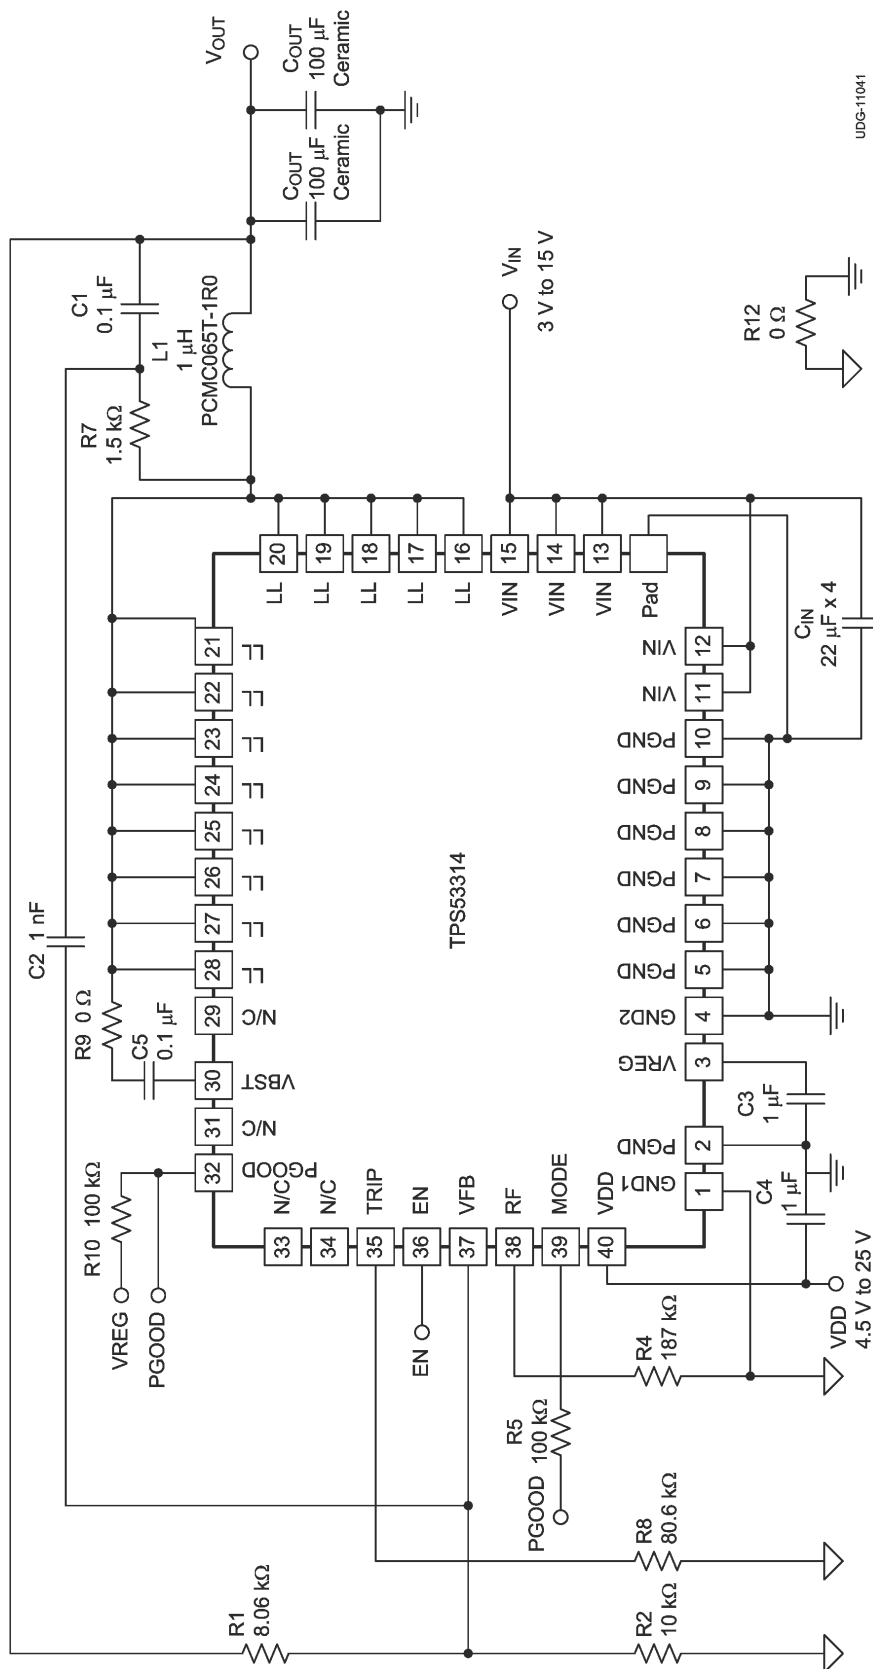 VOUT
COUT
100 µF
Ceramic
COUT
100 µF
Ceramic
UDG-11041
C1
0.1 µF
L1
1 µH
PCMC065T-1R0
R7
1.5 kΩ
VIN
3 V to 15 V
R12
0 Ω
20
19
18
17
16
15
14
13
LL
LL
LL
LL
LL
VIN
VIN
VIN
Pad
CIN
22 µF x 4
21
LL
22
LL
23
LL
24
LL
25
LL
26
LL
27
LL
28
LL
29
N/C
30
VBST
31
N/C
32
PGOOD
C2 1 nF
R9 0 Ω
C5
0.1 µF
TPS53314
VIN
12
VIN
11
PGND
10
PGND
9
PGND
8
PGND
7
PGND
6
PGND
5
GND2
4
VREG
3
PGND
2
GND1
1
C3
1 µF
C4
1 µF
R10 100 kΩ
VREG
PGOOD
N/C
N/C
TRIP
EN
VFB
RF
MODE
VDD
33
34
35
36
37
38
39
40
EN
VDD
4.5 V to 25 V
R4
187 kΩ
R5
100 kΩ
PGOOD
R8
80.6 kΩ
R1
8.06 kΩ
R2
10 kΩ